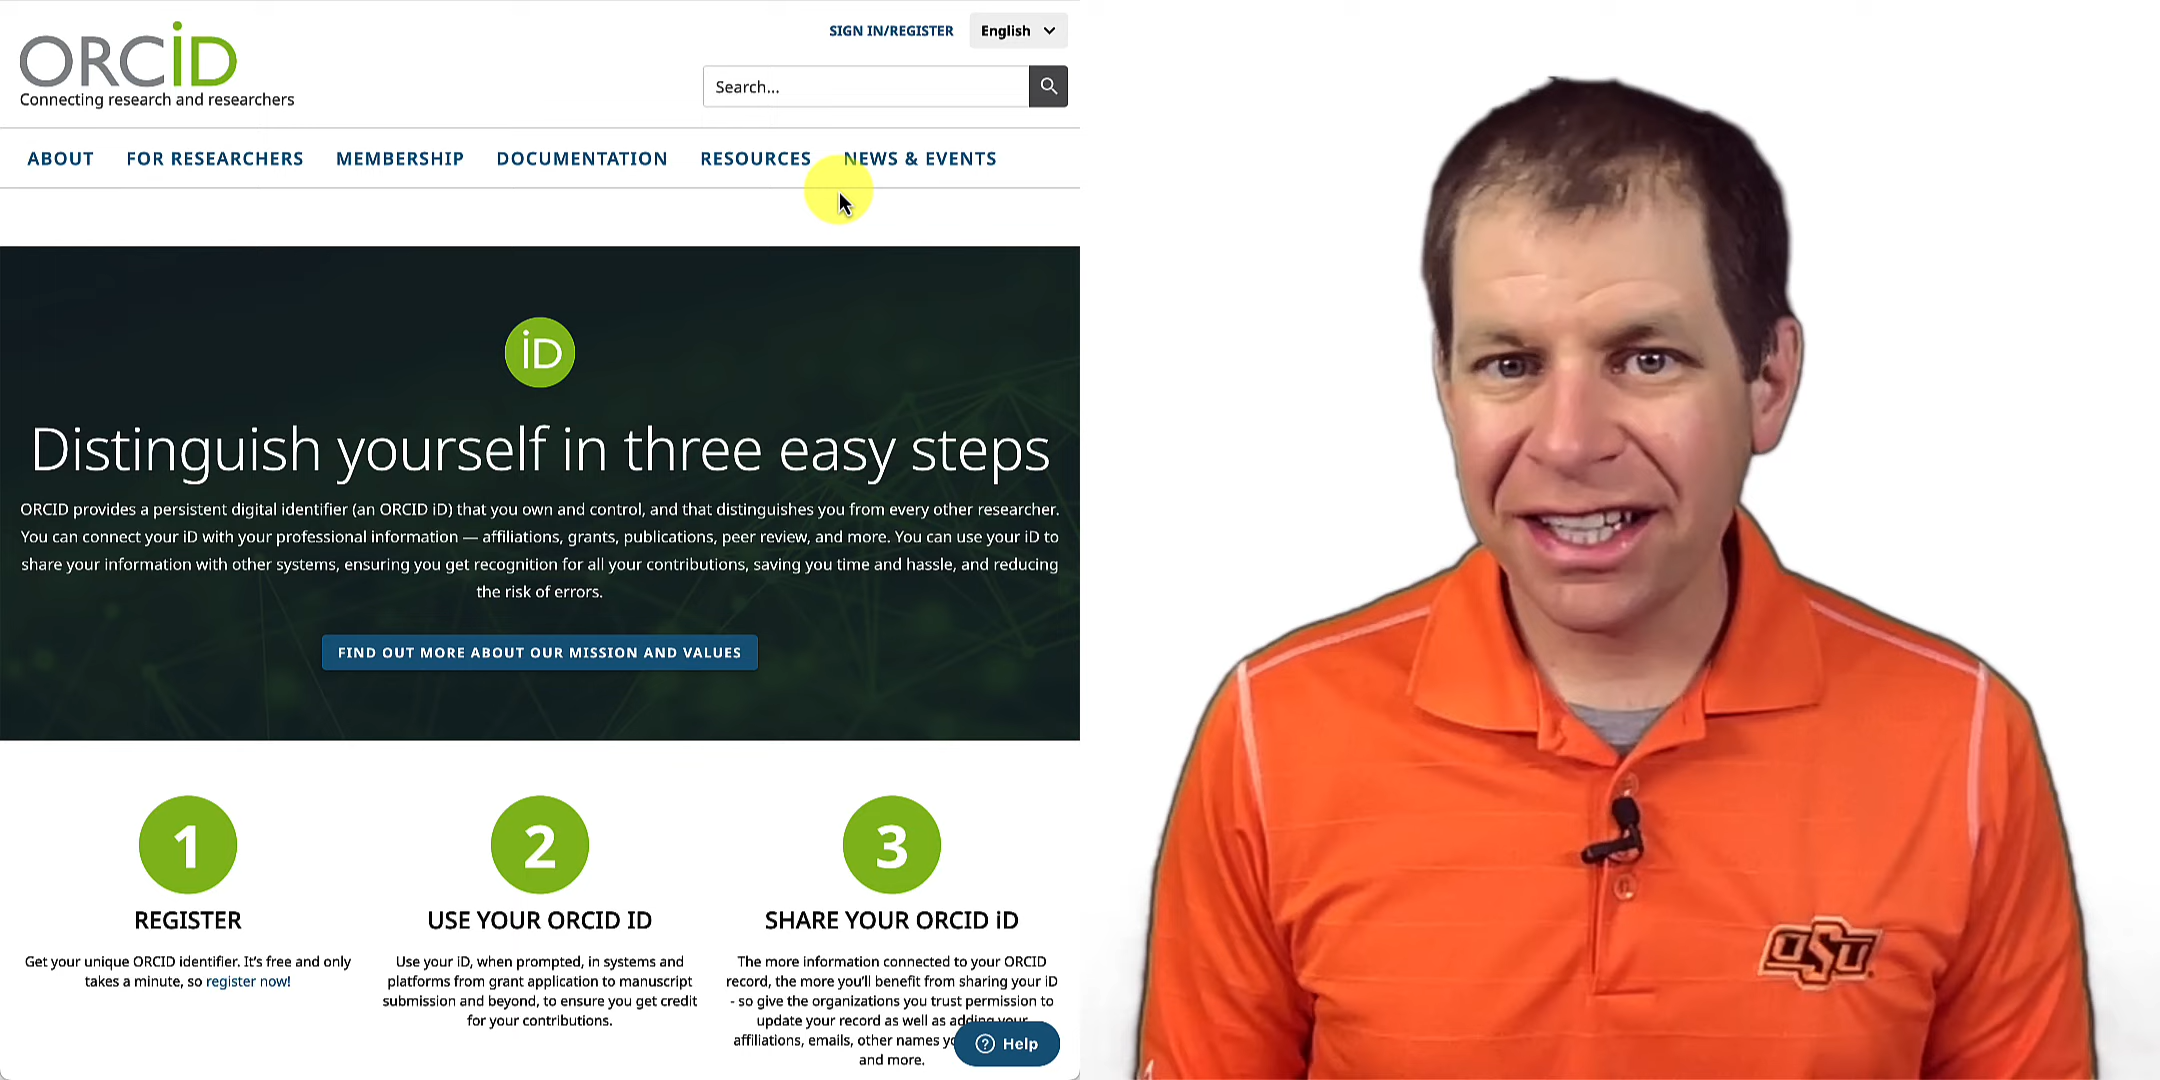 ORCID
Connecting research and researchers
SIGN IN/REGISTER
English
Search...
ABOUT FOR RESEARCHERS MEMBERSHIP DOCUMENTATION RESOURCES NEWS & EVENTS
iD
Distinguish yourself in three easy steps
ORCID provides a persistent digital identifier (an ORCID iD) that you own and control, and that distinguishes you from every other researcher.
You can connect your iD with your professional information — affiliations, grants, publications, peer review, and more. You can use your iD to
share your information with other systems, ensuring you get recognition for all your contributions, saving you time and hassle, and reducing
the risk of errors.
FIND OUT MORE ABOUT OUR MISSION AND VALUES
1
REGISTER
Get your unique ORCID identifier. It's free and only
takes a minute, so register now!
2
USE YOUR ORCID ID
Use your iD, when prompted, in systems and
platforms from grant application to manuscript
submission and beyond, to ensure you get credit
for your contributions.
3
SHARE YOUR ORCID iD
The more information connected to your ORCID
record, the more you'll benefit from sharing your iD
- so give the organizations you trust permission to
update your record as well as adding your
affiliations, emails, other names
and more.
Help
OSU